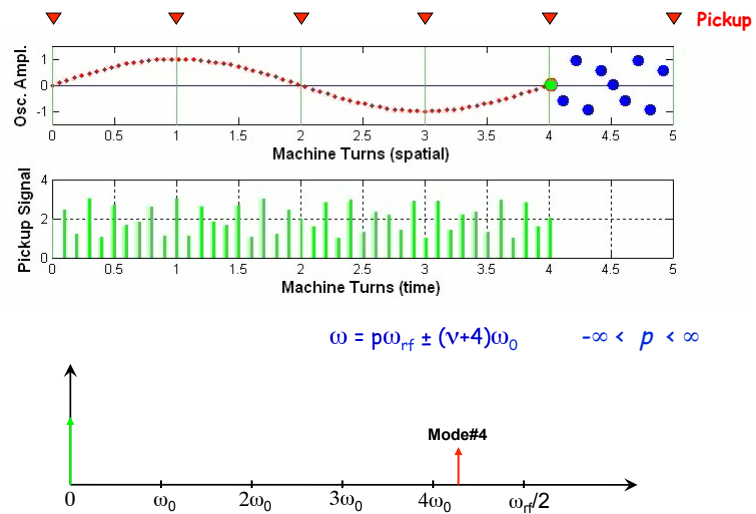 Pickup
Osc. Ampl.
1
0
-1
0 0.5 1 1.5 2 2.5 3 3.5 4 4.5 5
Machine Turns (spatial)
Pickup Signal
4
2
0
0 0.5 1 1.5 2 2.5 3 3.5 4 4.5 5
Machine Turns (time)
ω = pω_rf ± (ν+4)ω_0 -∞ < p < ∞
Mode#4
0 ω_0 2ω_0 3ω_0 4ω_0 ω_rf/2